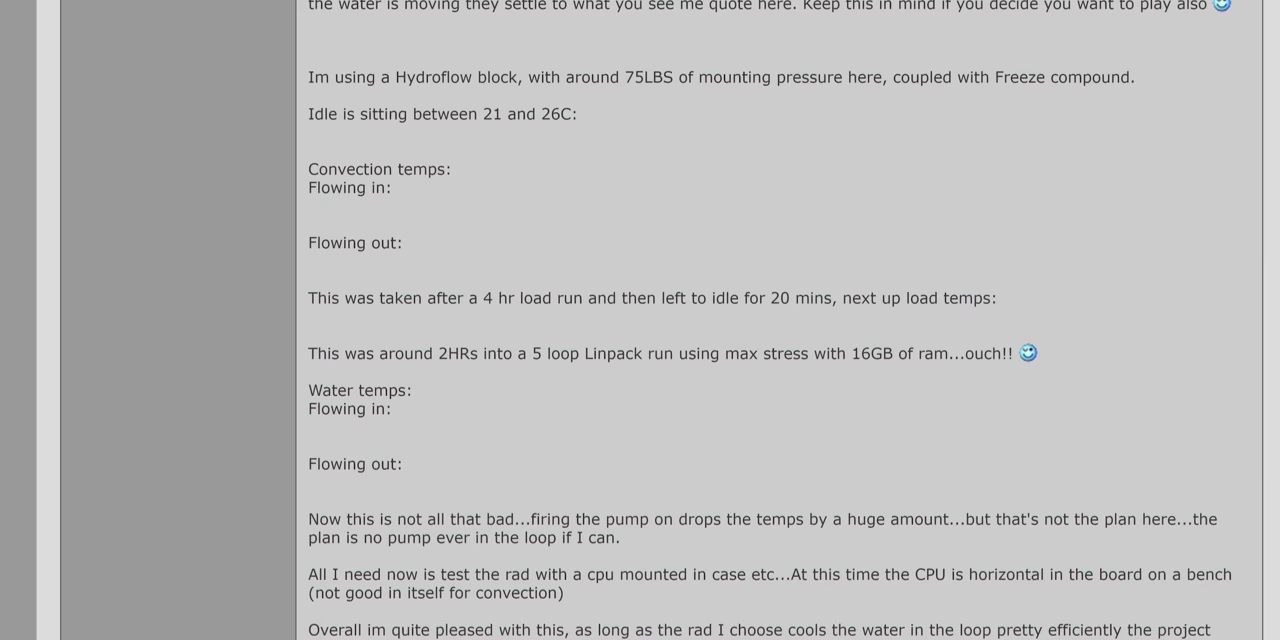 the water is moving they settle to what you see me quote here. Keep this in mind if you decide you want to play also
Im using a Hydroflow block, with around 75LBS of mounting pressure here, coupled with Freeze compound.
Idle is sitting between 21 and 26C:
Convection temps:
Flowing in:
Flowing out:
This was taken after a 4 hr load run and then left to idle for 20 mins, next up load temps:
This was around 2HRs into a 5 loop Linpack run using max stress with 16GB of ram...ouch!!
Water temps:
Flowing in:
Flowing out:
Now this is not all that bad...firing the pump on drops the temps by a huge amount...but that's not the plan here...the
plan is no pump ever in the loop if I can.
All I need now is test the rad with a cpu mounted in case etc...At this time the CPU is horizontal in the board on a bench
(not good in itself for convection)
Overall im quite pleased with this, as long as the rad I choose cools the water in the loop pretty efficiently the project